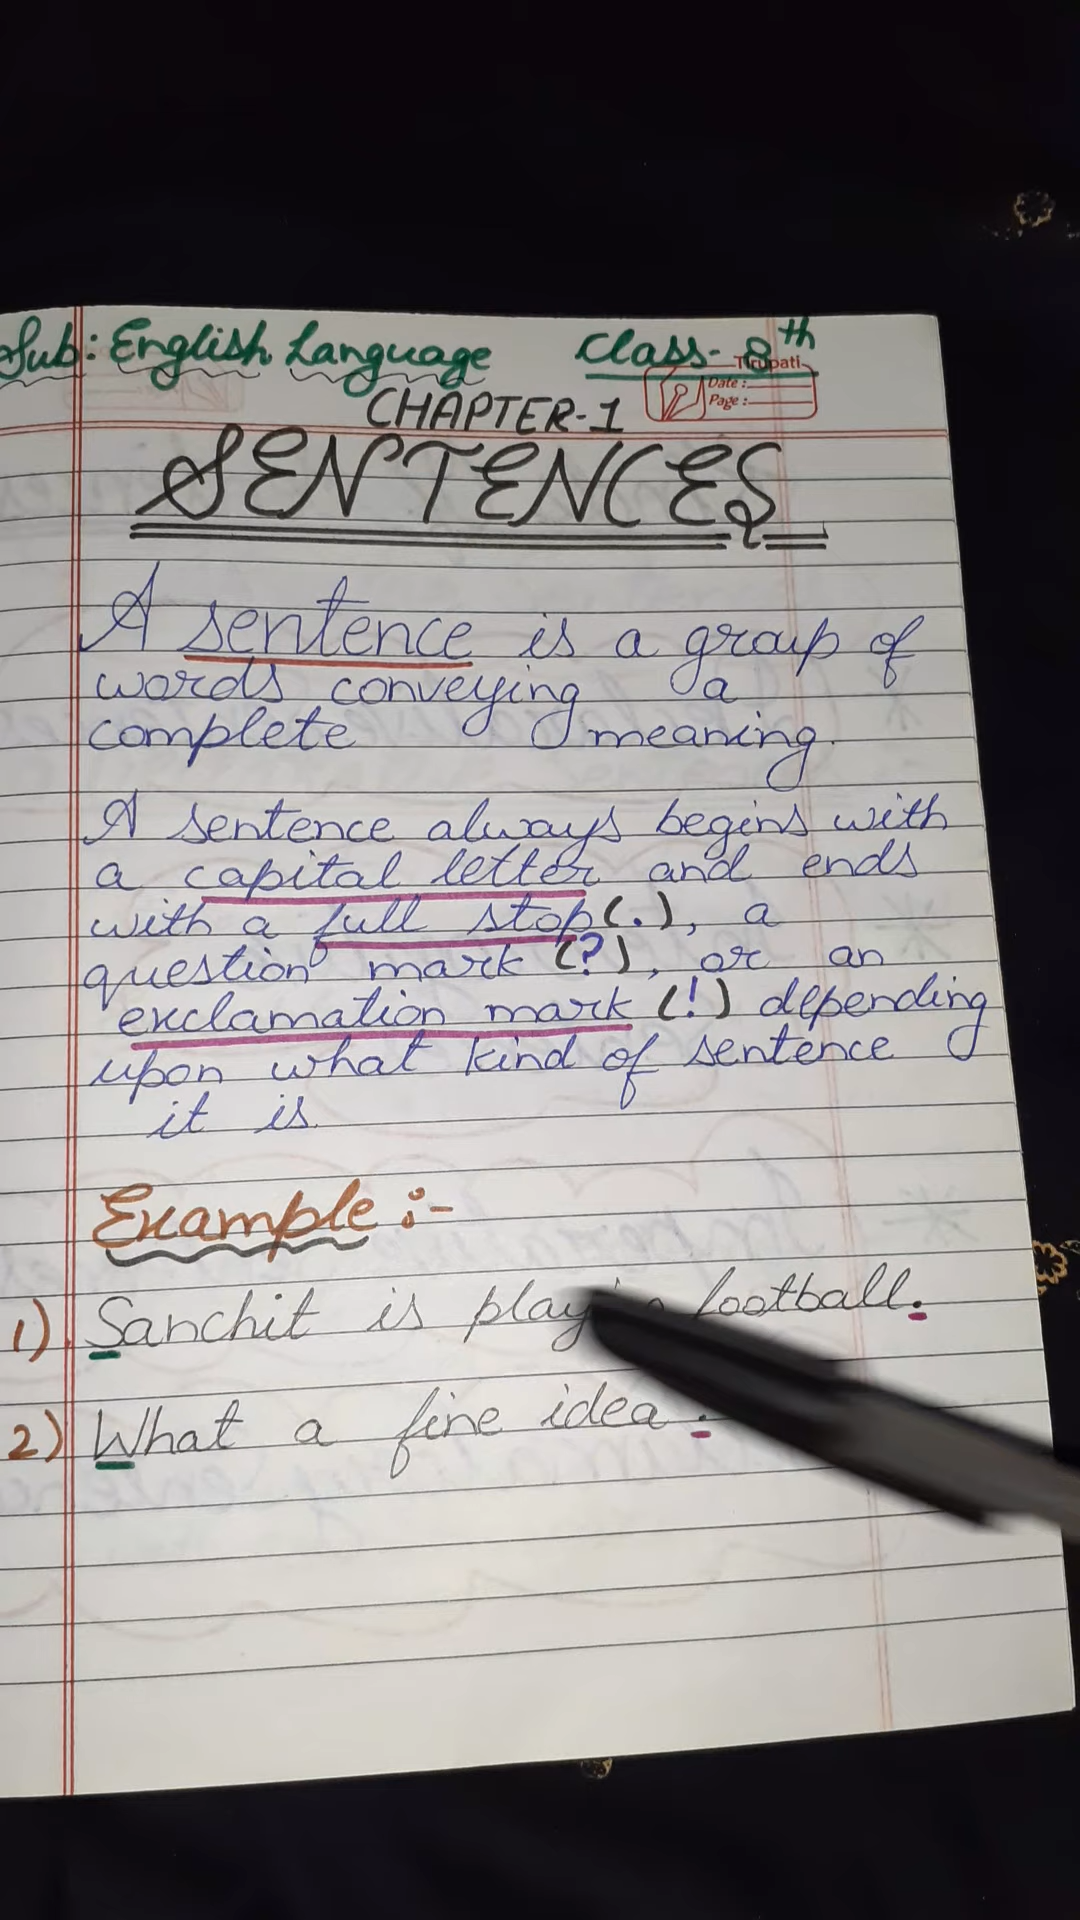 Sub: English Language Class- 8th
Tirupati
Date:
Page:
CHAPTER-1
SENTENCES
A sentence is a group of
words conveying a
complete meaning.
A sentence always begins with
a capital letter and ends
with a full stop(.), a
question mark (?), or an
exclamation mark (!) depending
upon what kind of sentence
it is.
Example :-
1). Sanchit is football.
2) What a fine idea